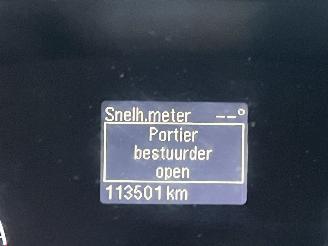 Snelh.meter --°
Portier
bestuurder
open
113501 km